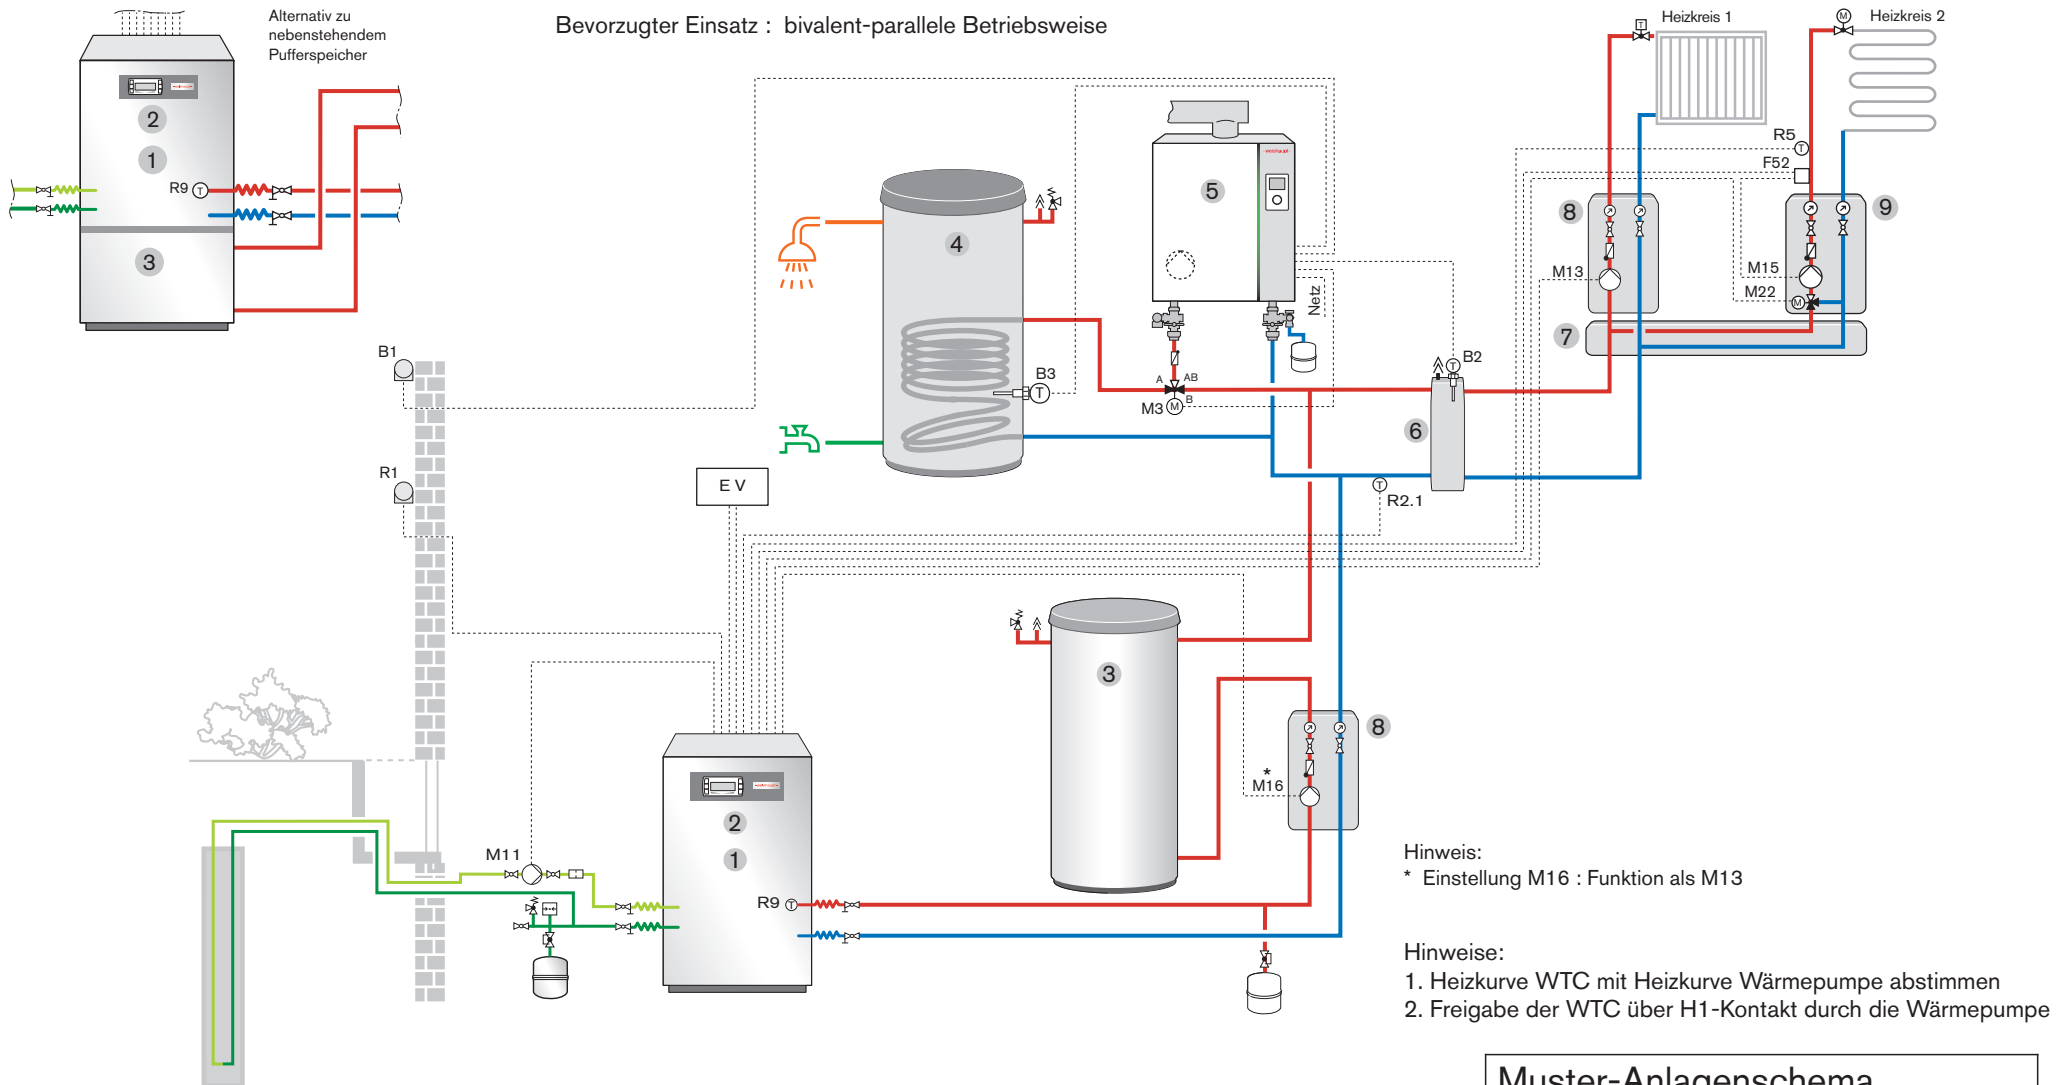 Alternativ zu
nebenstehendem
Pufferspeicher
Bevorzugter Einsatz : bivalent-parallele Betriebsweise
Heizkreis 1
Heizkreis 2
T
M
2
1
R9 T
3
4
5
-weishaupt-
Netz
R5 T
F52
8
9
M13
M15
M22 M
7
B1
B3 T
A AB
B
M3 M
T B2
6
R1
E V
T
R2.1
3
8
*
M16
2
1
M11
R9 T
Hinweis:
* Einstellung M16 : Funktion als M13
Hinweise:
1. Heizkurve WTC mit Heizkurve Wärmepumpe abstimmen
2. Freigabe der WTC über H1-Kontakt durch die Wärmepumpe
Muster-Anlagenschema